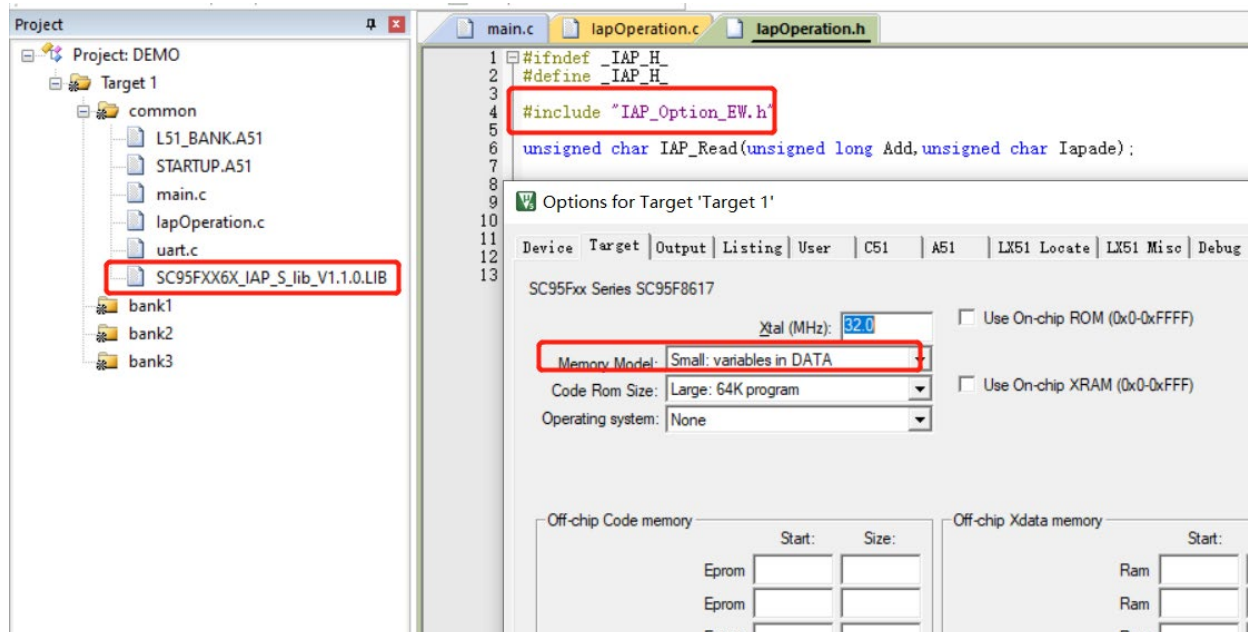 Project
Project: DEMO
Target 1
common
L51_BANK.A51
STARTUP.A51
main.c
IapOperation.c
uart.c
SC95FXX6X_IAP_S_lib_V1.1.0.LIB
bank1
bank2
bank3
main.c IapOperation.c IapOperation.h
1 #ifndef _IAP_H_
2 #define _IAP_H_
3
4 #include "IAP_Option_EW.h"
5
6 unsigned char IAP_Read(unsigned long Add,unsigned char Iapade);
7
8
9
10
11
12
13
Options for Target 'Target 1'
Device Target Output Listing User C51 A51 LX51 Locate LX51 Misc Debug
SC95Fxx Series SC95F8617
Xtal (MHz): 32.0 Use On-chip ROM (0x0-0xFFFF)
Memory Model: Small: variables in DATA
Code Rom Size: Large: 64K program Use On-chip XRAM (0x0-0xFFF)
Operating system: None
Off-chip Code memory Off-chip Xdata memory
Start: Size: Start:
Eprom Ram
Eprom Ram